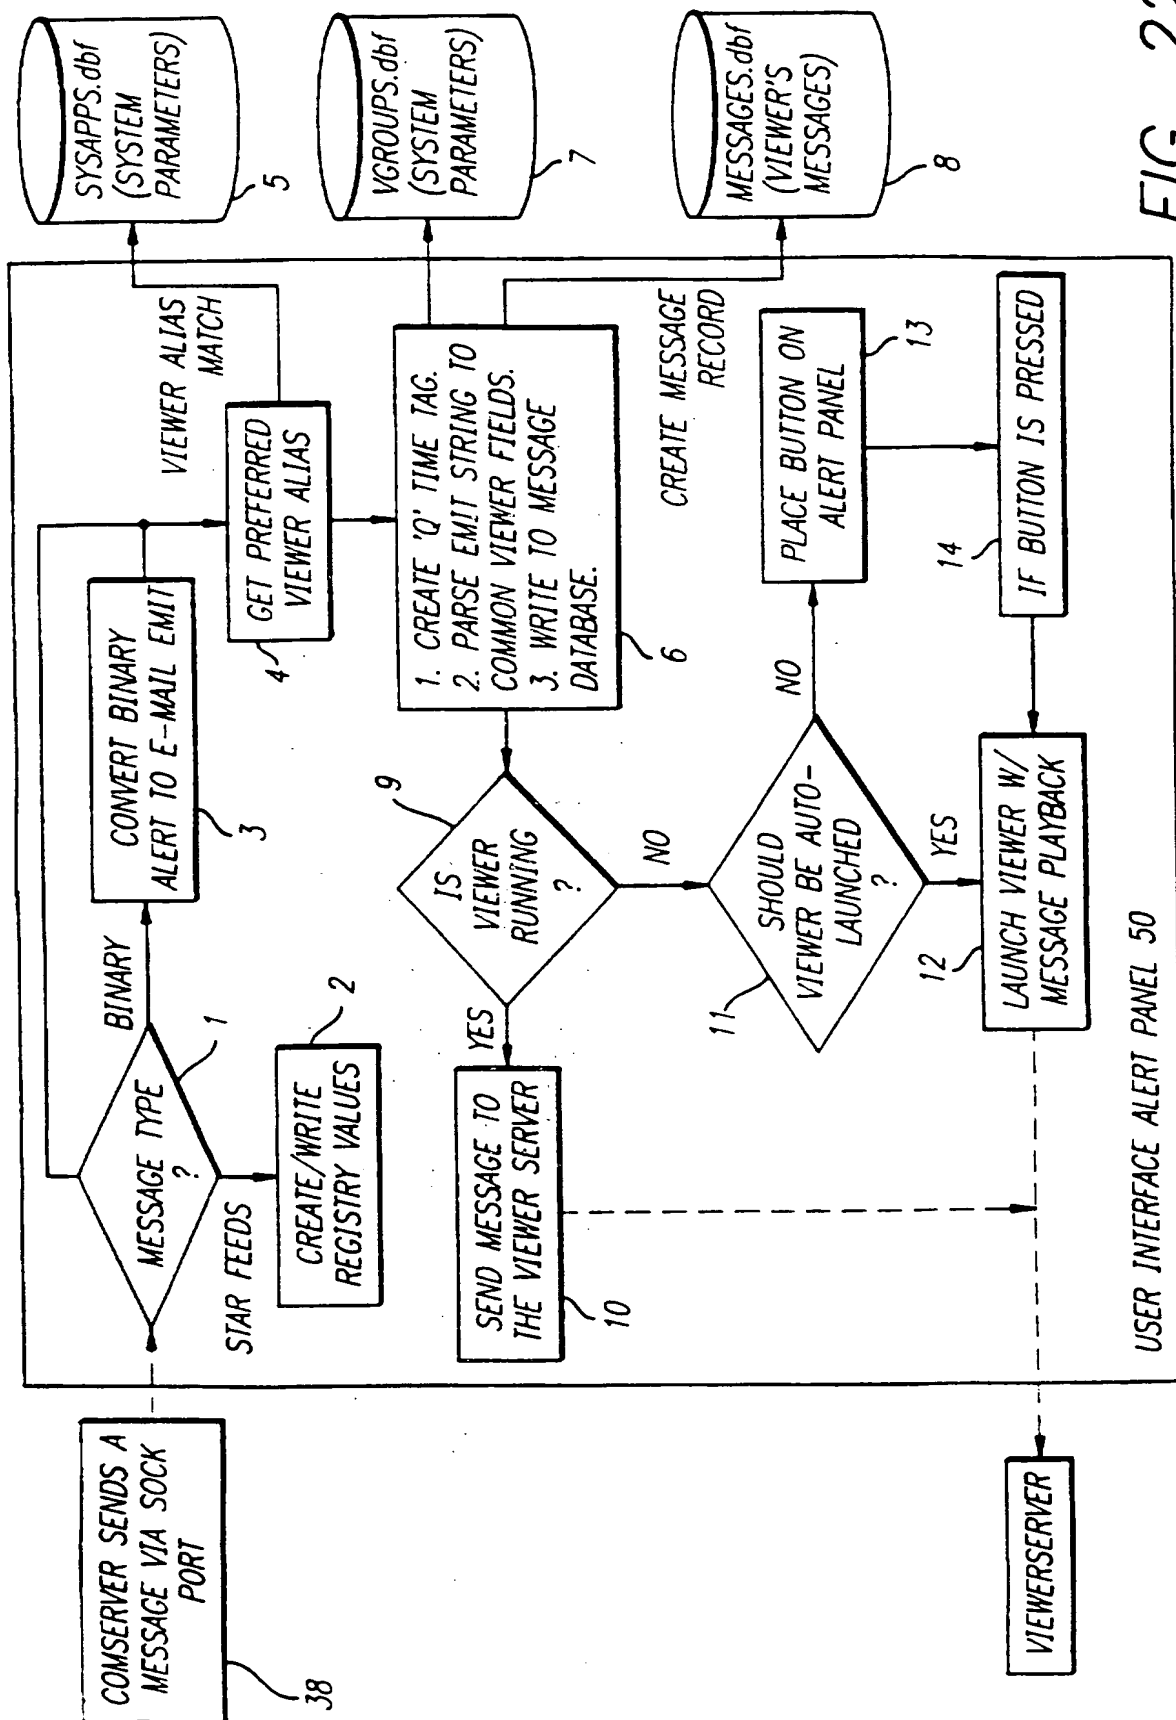 COMSERVER SENDS A
MESSAGE VIA SOCK
PORT
38
MESSAGE TYPE
?
1
BINARY
STAR FEEDS
CREATE/WRITE
REGISTRY VALUES
2
CONVERT BINARY
ALERT TO E-MAIL EMIT
3
GET PREFERRED
VIEWER ALIAS
4
VIEWER ALIAS
MATCH
SYSAPPS.dbf
(SYSTEM
PARAMETERS)
5
1. CREATE 'Q' TIME TAG.
2. PARSE EMIT STRING TO
COMMON VIEWER FIELDS.
3. WRITE TO MESSAGE
DATABASE.
6
VGROUPS.dbf
(SYSTEM
PARAMETERS)
7
CREATE MESSAGE
RECORD
MESSAGES.dbf
(VIEWER'S
MESSAGES)
8
IS
VIEWER
RUNNING
?
9
YES
NO
SEND MESSAGE TO
THE VIEWER SERVER
10
SHOULD
VIEWER BE AUTO-
LAUNCHED
?
11
NO
YES
PLACE BUTTON ON
ALERT PANEL
13
IF BUTTON IS PRESSED
14
LAUNCH VIEWER W/
MESSAGE PLAYBACK
12
VIEWERSERVER
USER INTERFACE ALERT PANEL 50
FIG.